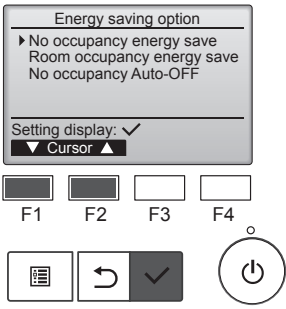 Energy saving option
No occupancy energy save
Room occupancy energy save
No occupancy Auto-OFF
Setting display: ✓
▼ Cursor ▲
F1 F2 F3 F4